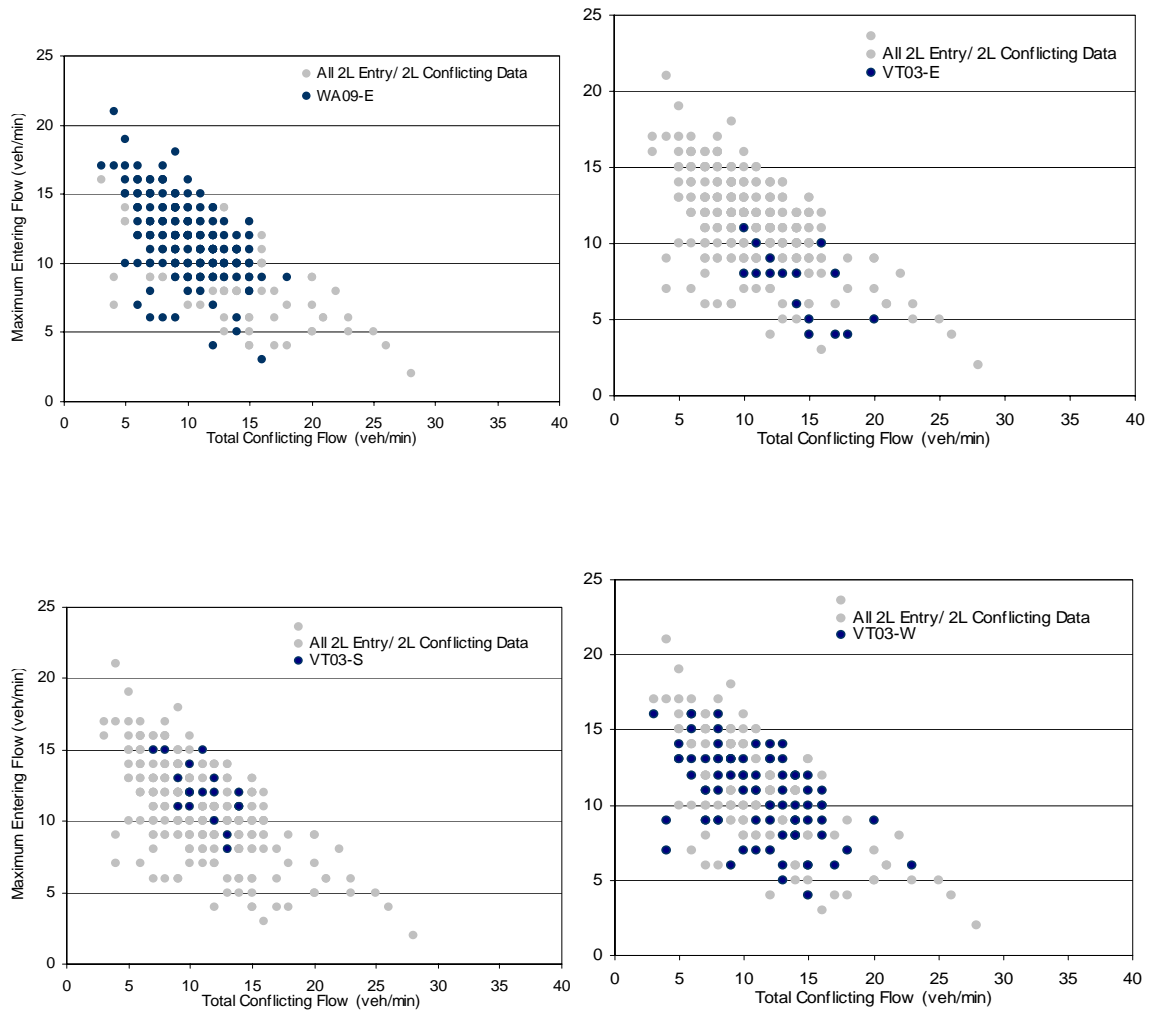 25
20
15
10
5
0
Maximum Entering Flow (veh/min)
All 2L Entry/ 2L Conflicting Data
WA09-E
0 5 10 15 20 25 30 35 40
Total Conflicting Flow (veh/min)
25
20
15
10
5
0
All 2L Entry/ 2L Conflicting Data
VT03-E
0 5 10 15 20 25 30 35 40
Total Conflicting Flow (veh/min)
25
20
15
10
5
0
Maximum Entering Flow (veh/min)
All 2L Entry/ 2L Conflicting Data
VT03-S
0 5 10 15 20 25 30 35 40
Total Conflicting Flow (veh/min)
25
20
15
10
5
0
All 2L Entry/ 2L Conflicting Data
VT03-W
0 5 10 15 20 25 30 35 40
Total Conflicting Flow (veh/min)